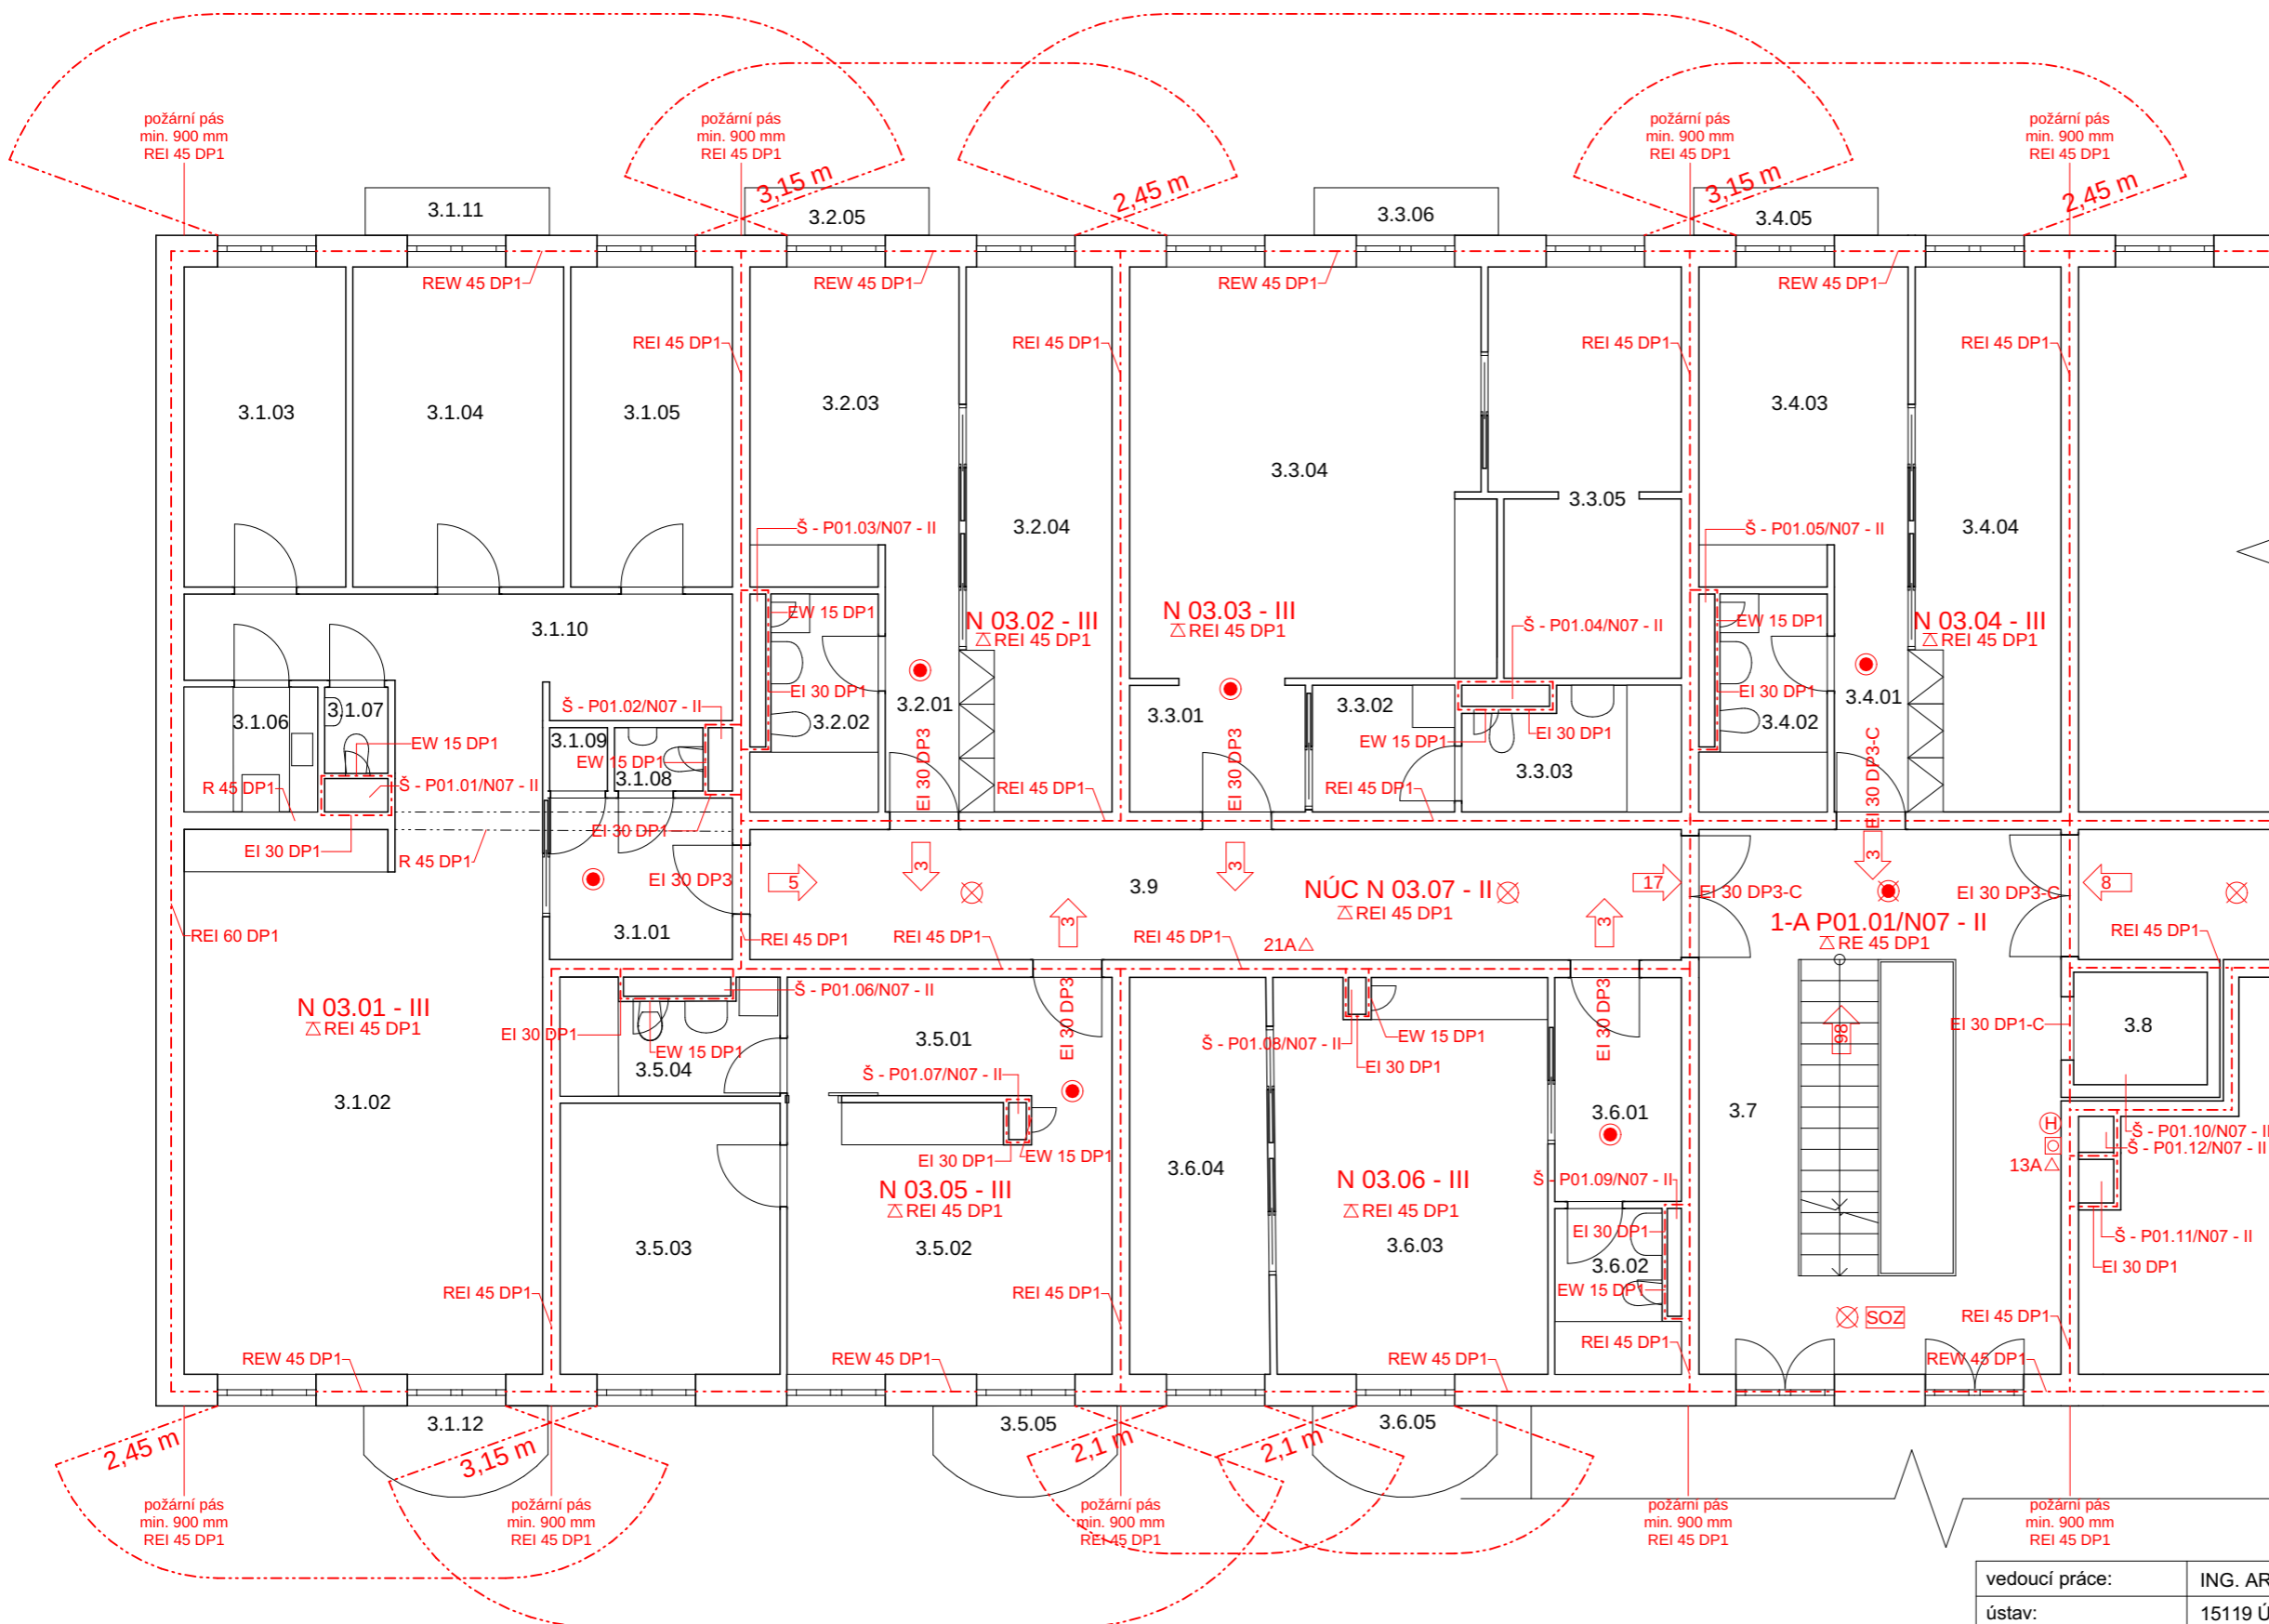 požární pás
min. 900 mm
REI 45 DP1
požární pás
min. 900 mm
REI 45 DP1
požární pás
min. 900 mm
REI 45 DP1
požární pás
min. 900 mm
REI 45 DP1
3,15 m
2,45 m
3,15 m
2,45 m
3.1.11
3.2.05
3.3.06
3.4.05
REW 45 DP1
REW 45 DP1
REW 45 DP1
REW 45 DP1
REI 45 DP1
REI 45 DP1
REI 45 DP1
REI 45 DP1
3.1.03
3.1.04
3.1.05
3.2.03
3.3.04
3.4.03
3.3.05
Š - P01.03/N07 - II
3.2.04
Š - P01.05/N07 - II
3.4.04
EW 15 DP1
N 03.02 - III
REI 45 DP1
N 03.03 - III
REI 45 DP1
Š - P01.04/N07 - II
EW 15 DP1
N 03.04 - III
REI 45 DP1
3.1.10
EI 30 DP1
EI 30 DP1
3.1.06
3.1.07
Š - P01.02/N07 - II
3.2.02
3.2.01
3.3.01
3.3.02
3.4.02
3.4.01
EW 15 DP1
3.1.09
EW 15 DP1
3.1.08
EI 30 DP3
EI 30 DP3
EW 15 DP1
EI 30 DP1
3.3.03
EI 30 DP3-C
R 45 DP1
Š - P01.01/N07 - II
REI 45 DP1
REI 45 DP1
EI 30 DP1
EI 30 DP1
R 45 DP1
EI 30 DP3
5
3
3
3.9
NÚC N 03.07 - II
REI 45 DP1
17
3
EI 30 DP3-C
EI 30 DP3-C
8
REI 60 DP1
3.1.01
REI 45 DP1
REI 45 DP1
3
REI 45 DP1
21A
3
1-A P01.01/N07 - II
RE 45 DP1
REI 45 DP1
N 03.01 - III
REI 45 DP1
Š - P01.06/N07 - II
EI 30 DP1
EW 15 DP1
3.5.04
3.5.01
EI 30 DP3
Š - P01.08/N07 - II
EW 15 DP1
EI 30 DP1
EI 30 DP3
98
EI 30 DP1-C
3.8
Š - P01.07/N07 - II
3.1.02
3.6.01
3.7
H
Š - P01.10/N07 - II
Š - P01.12/N07 - II
13A
EI 30 DP1
EW 15 DP1
3.6.04
N 03.05 - III
REI 45 DP1
N 03.06 - III
REI 45 DP1
Š - P01.09/N07 - II
3.5.03
3.5.02
3.6.03
EI 30 DP1
3.6.02
EW 15 DP1
Š - P01.11/N07 - II
EI 30 DP1
REI 45 DP1
REI 45 DP1
REI 45 DP1
SOZ
REI 45 DP1
REW 45 DP1
REW 45 DP1
REW 45 DP1
REW 45 DP1
3.1.12
3.5.05
3.6.05
2,45 m
3,15 m
2,1 m
2,1 m
požární pás
min. 900 mm
REI 45 DP1
požární pás
min. 900 mm
REI 45 DP1
požární pás
min. 900 mm
REI 45 DP1
požární pás
min. 900 mm
REI 45 DP1
požární pás
min. 900 mm
REI 45 DP1
vedoucí práce:
ING. AR
ústav:
15119 Ú